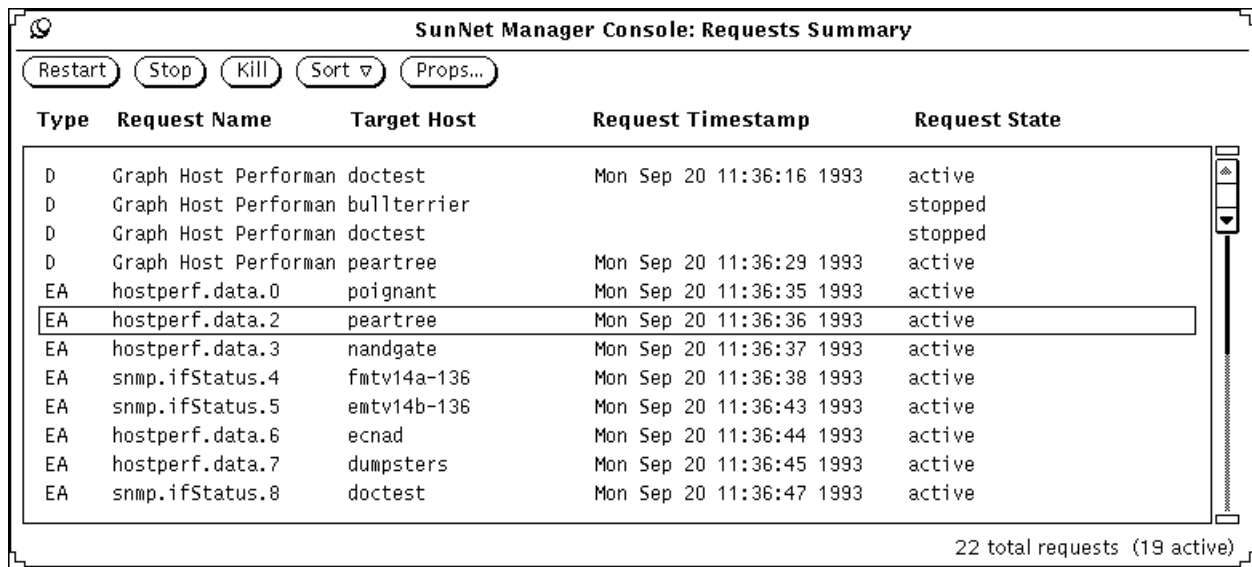 SunNet Manager Console: Requests Summary
Restart Stop Kill Sort Props...
Type Request Name Target Host Request Timestamp Request State
D Graph Host Performan doctest Mon Sep 20 11:36:16 1993 active
D Graph Host Performan bullterrier stopped
D Graph Host Performan doctest stopped
D Graph Host Performan peartree Mon Sep 20 11:36:29 1993 active
EA hostperf.data.0 poignant Mon Sep 20 11:36:35 1993 active
EA hostperf.data.2 peartree Mon Sep 20 11:36:36 1993 active
EA hostperf.data.3 nandgate Mon Sep 20 11:36:37 1993 active
EA snmp.ifStatus.4 fmtv14a-136 Mon Sep 20 11:36:38 1993 active
EA snmp.ifStatus.5 emtv14b-136 Mon Sep 20 11:36:43 1993 active
EA hostperf.data.6 ecnad Mon Sep 20 11:36:44 1993 active
EA hostperf.data.7 dumpsters Mon Sep 20 11:36:45 1993 active
EA snmp.ifStatus.8 doctest Mon Sep 20 11:36:47 1993 active
22 total requests (19 active)